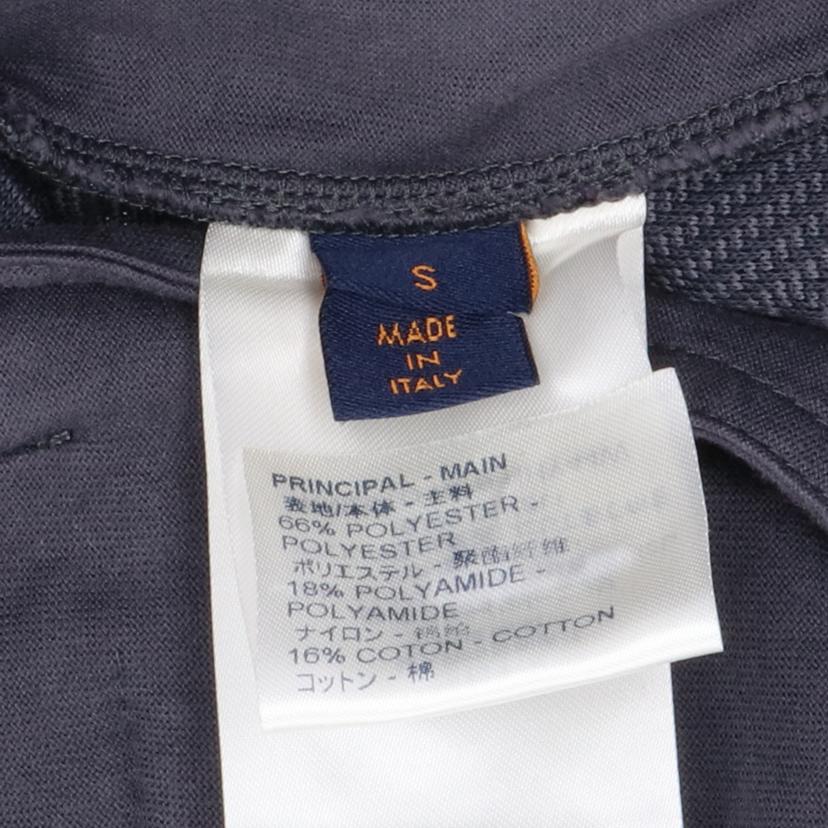 S
MADE
IN
ITALY
PRINCIPAL - MAIN
表地/本体 - 主料
66% POLYESTER -
POLYESTER
ポリエステル - 聚酯纤维
18% POLYAMIDE -
POLYAMIDE
ナイロン - 锦纶
16% COTON - COTTON
コットン - 棉